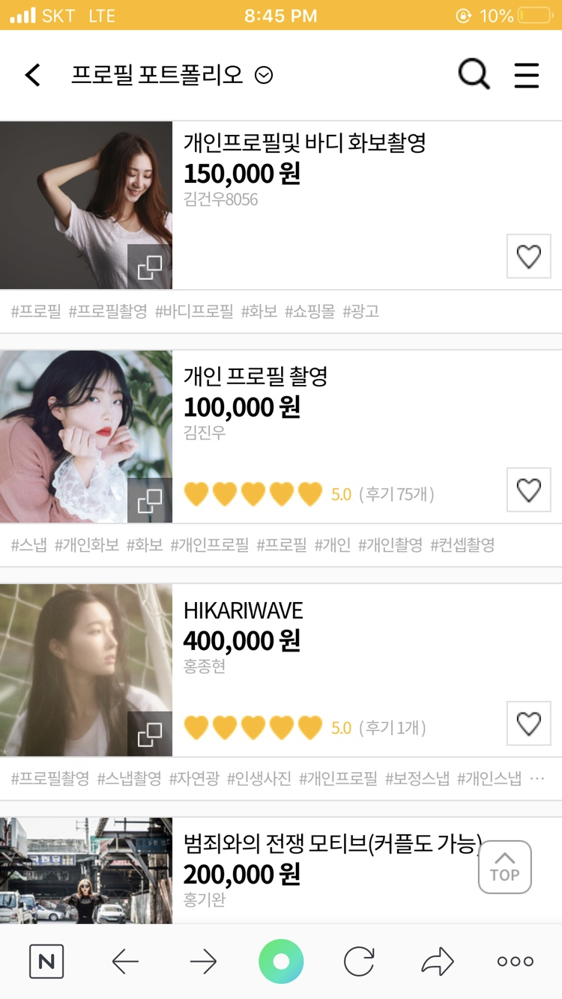 SKT LTE 8:45 PM 10%
프로필 포트폴리오
개인프로필및 바디 화보촬영
150,000 원
김건우8056
#프로필 #프로필촬영 #바디프로필 #화보 #쇼핑몰 #광고
개인 프로필 촬영
100,000 원
김진우
5.0 (후기 75개)
#스냅 #개인화보 #화보 #개인프로필 #프로필 #개인 #개인촬영 #컨셉촬영
HIKARIWAVE
400,000 원
홍종현
5.0 (후기 1개)
#프로필촬영 #스냅촬영 #자연광 #인생사진 #개인프로필 #보정스냅 #개인스냅 ···
범죄와의 전쟁 모티브(커플도 가능)
200,000 원
홍기완
TOP
N